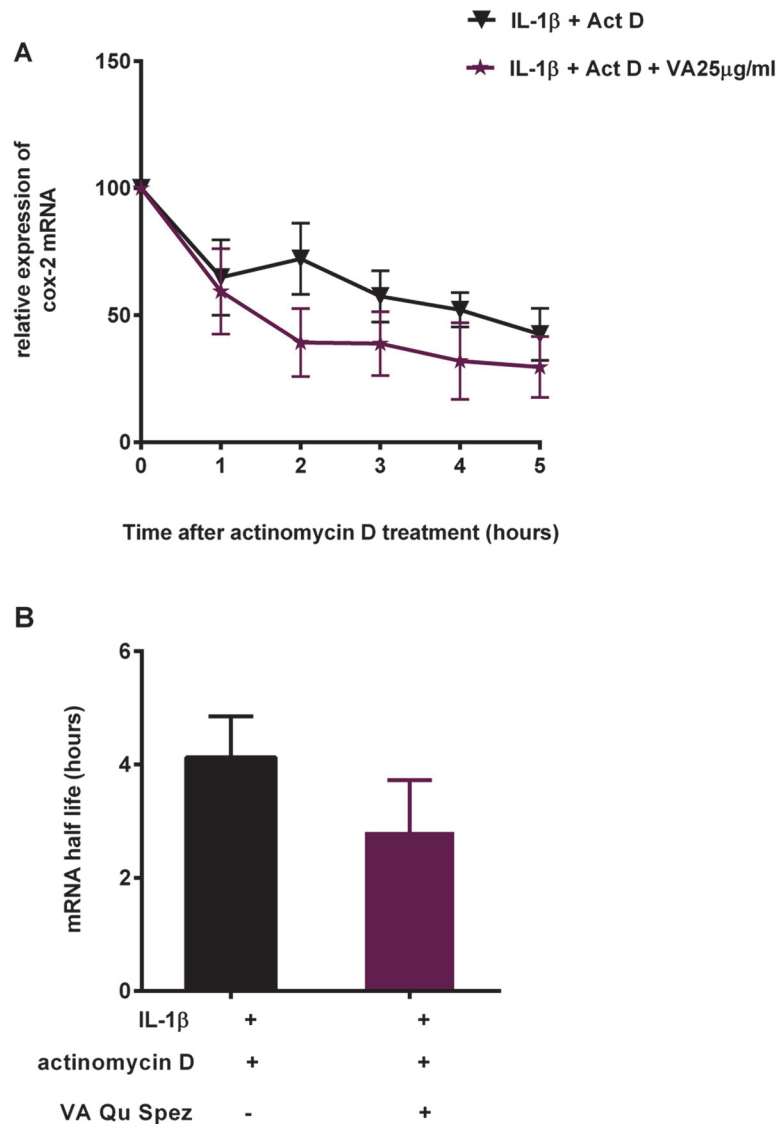 IL-1β + Act D
A
IL-1β + Act D + VA25μg/ml
150
100
50
0
relative expression of
cox-2 mRNA
0 1 2 3 4 5
Time after actinomycin D treatment (hours)
B
6
4
2
0
mRNA half life (hours)
IL-1β + +
actinomycin D + +
VA Qu Spez - +